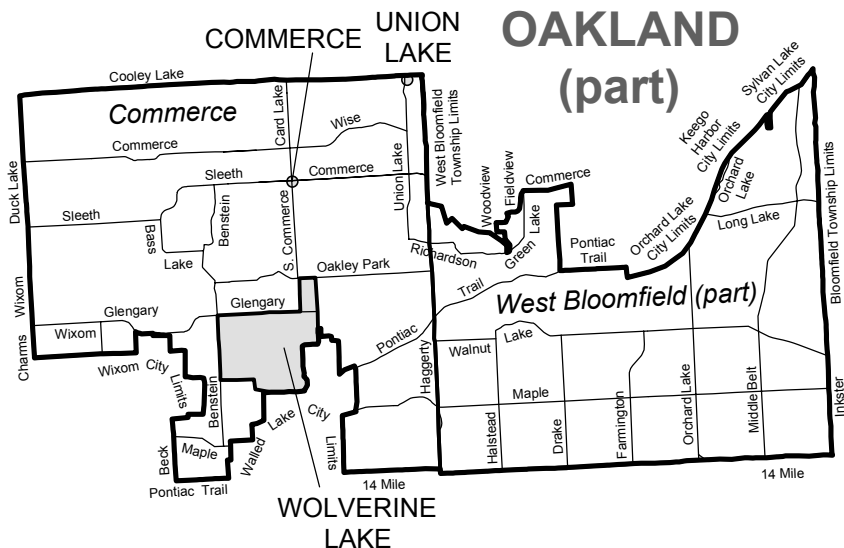 OAKLAND
(part)
UNION
LAKE
COMMERCE
Cooley Lake
Commerce
Card Lake
Wise
Commerce
Union Lake
West Bloomfield
Township Limits
Sylvan Lake
City Limits
Keego
Harbor
City Limits
Orchard
Lake
Duck Lake
Sleeth
Commerce
Woodview
Fieldview
Commerce
Sleeth
Bass
Lake
Benstein
S. Commerce
Richardson
Green
Lake
Pontiac
Trail
Orchard Lake
City Limits
Long Lake
Bloomfield Township Limits
Oakley Park
Wixom
Charms
Glengary
Glengary
Wixom
Wixom
City
Limits
Pontiac
Trail
West Bloomfield (part)
Walnut
Lake
Haggerty
Maple
Benstein
Halstead
Drake
Farmington
Orchard Lake
Middle Belt
Inkster
Beck
Maple
Walled
Lake
City
Limits
Pontiac Trail
14 Mile
14 Mile
WOLVERINE
LAKE